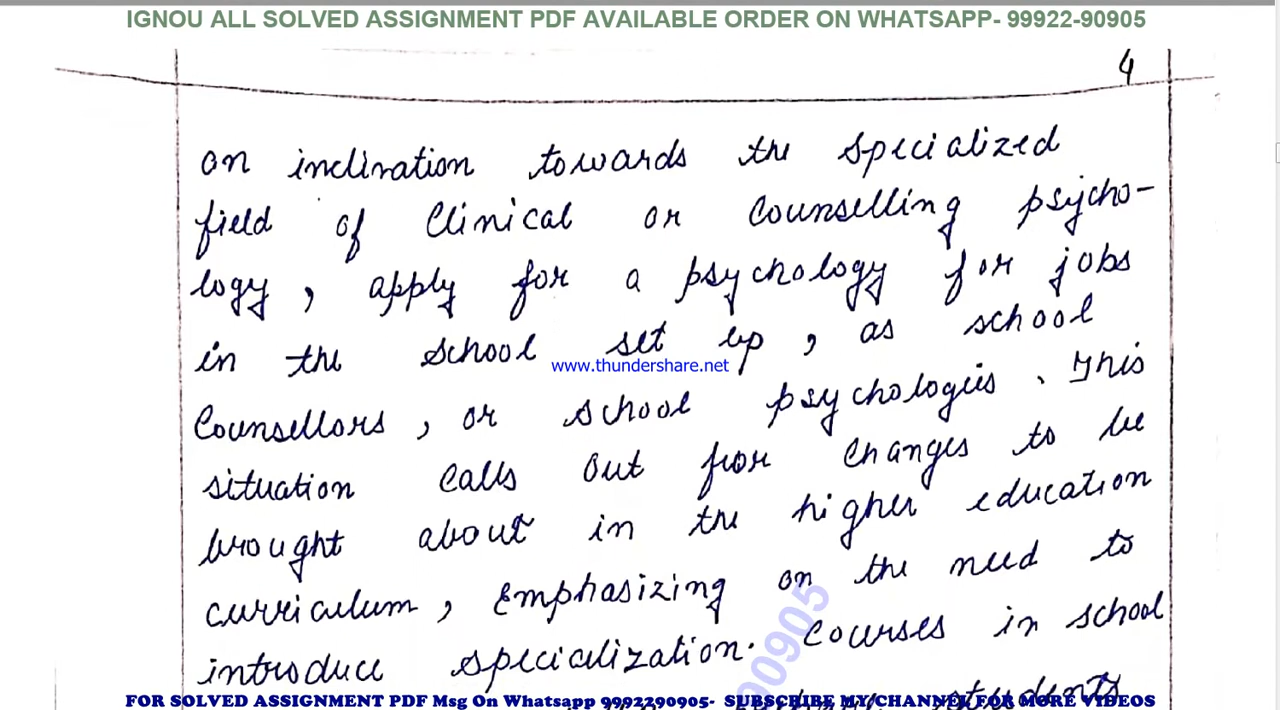 IGNOU ALL SOLVED ASSIGNMENT PDF AVAILABLE ORDER ON WHATSAPP- 99922-90905
4
an inclination towards the specialized
field of Clinical or Counselling psycho-
logy, apply for a psychology for jobs
in the school set up, as school
www.thundershare.net
Counsellors, or school psychologiis. This
situation calls out for changes to be
brought about in the higher education
curriculum, Emphasizing on the need to
introduce specialization. Courses in school
90905
students
FOR SOLVED ASSIGNMENT PDF Msg On Whatsapp 9992290905- SUBSCRIBE MY CHANNEL FOR MORE VIDEOS